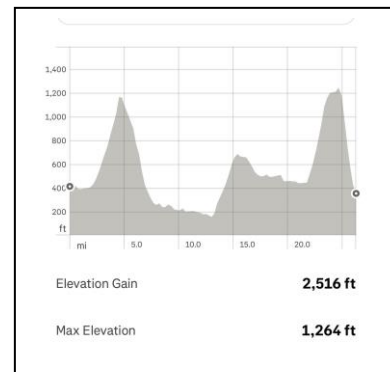 1,400
1,200
1,000
800
600
400
200
ft
mi 5.0 10.0 15.0 20.0
Elevation Gain 2,516 ft
Max Elevation 1,264 ft